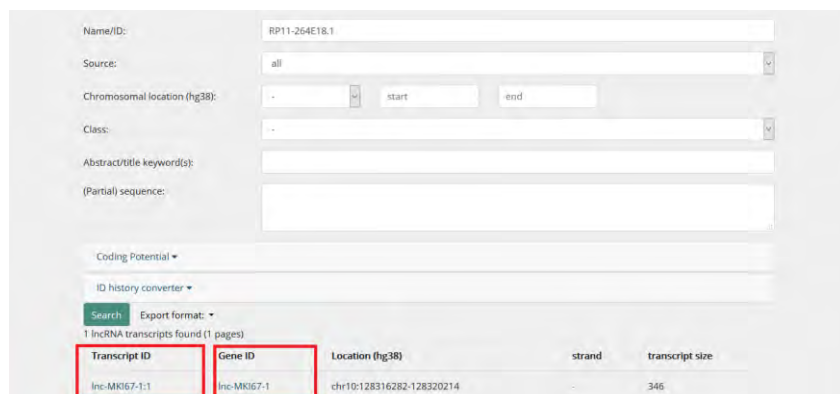 Name/ID: RP11-264E18.1
Source: all
Chromosomal location (hg38): - start end
Class: -
Abstract/title keyword(s):
(Partial) sequence:
Coding Potential
ID history converter
Search Export format:
1 lncRNA transcripts found (1 pages)
Transcript ID Gene ID Location (hg38) strand transcript size
lnc-MKI67-1:1 lnc-MKI67-1 chr10:128316282-128320214 - 346